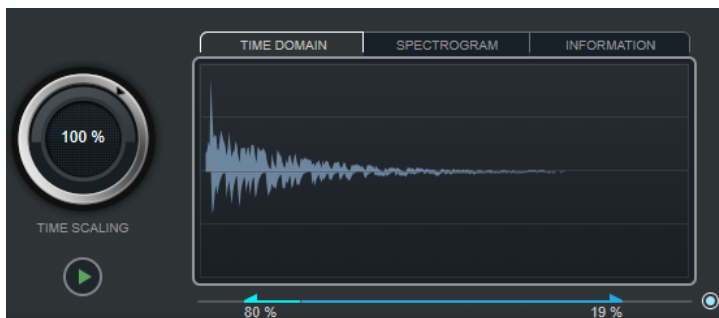 TIME DOMAIN
SPECTROGRAM
INFORMATION
100 %
TIME SCALING
80 %
19 %